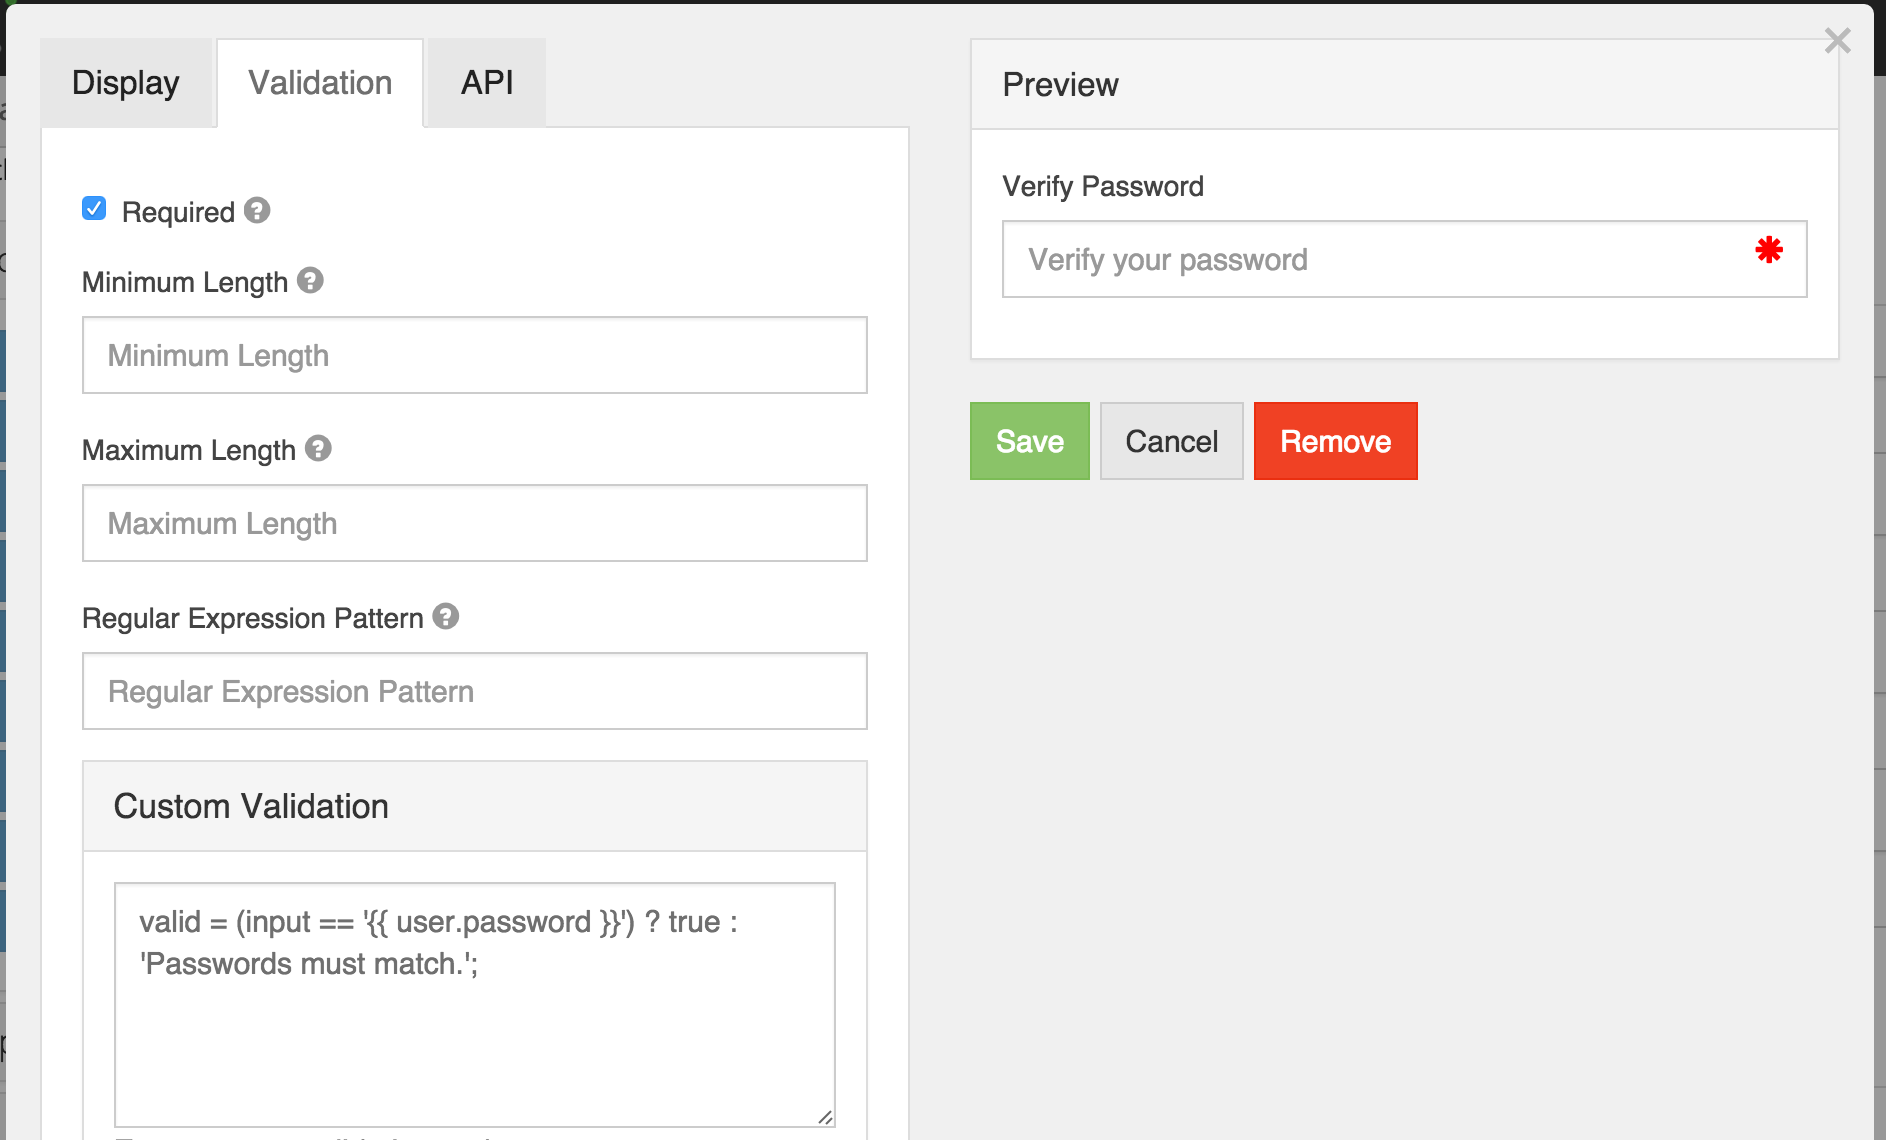 Display
Validation
API
Required
Minimum Length
Minimum Length
Maximum Length
Maximum Length
Regular Expression Pattern
Regular Expression Pattern
Custom Validation
valid = (input == '{{ user.password }}') ? true :
'Passwords must match.';
Preview
Verify Password
Verify your password
Save
Cancel
Remove